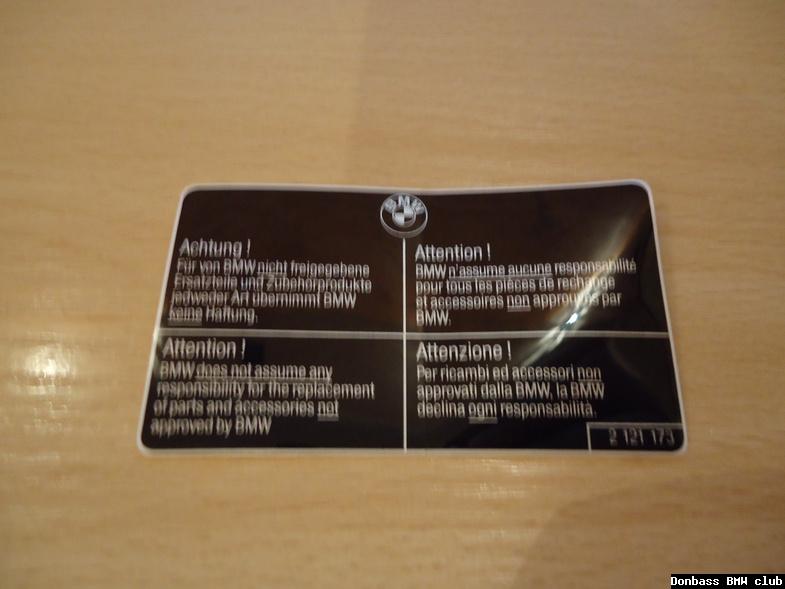 BMW
Achtung !
Für von BMW nicht freigegebene
Ersatzteile und Zubehörprodukte
jedweder Art übernimmt BMW
keine Haftung.
Attention !
BMW n'assume aucune responsabilité
pour tous les pièces de rechange
et accessoires non approuvés par
BMW.
Attention !
BMW does not assume any
responsibility for the replacement
of parts and accessories not
approved by BMW
Attenzione !
Per ricambi ed accessori non
approvati dalla BMW, la BMW
declina ogni responsabilità.
2 121 173
Donbass BMW club